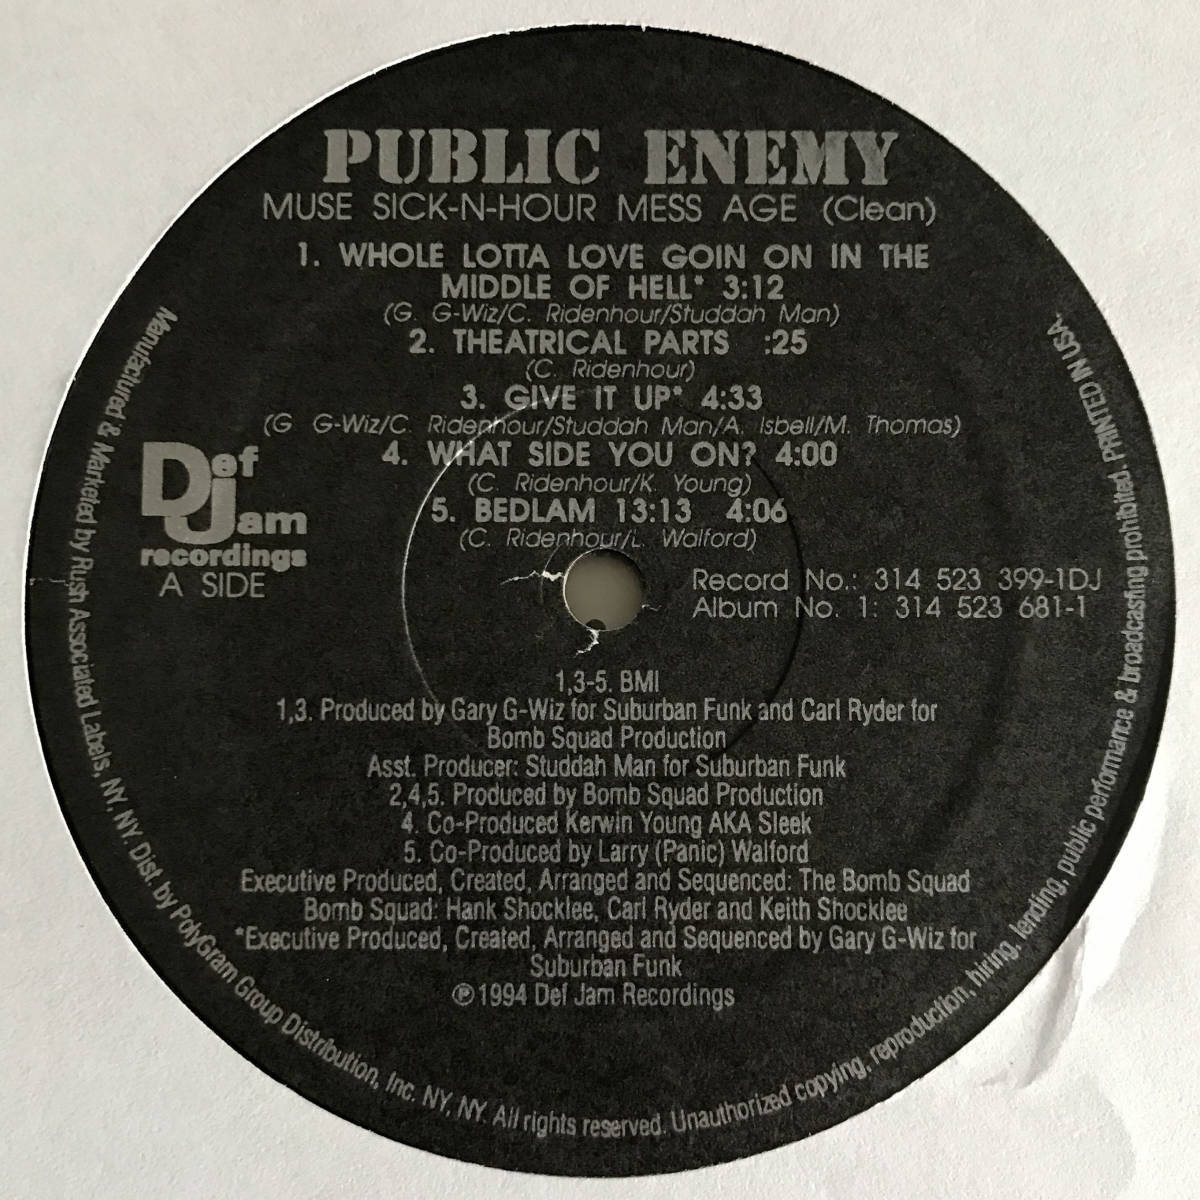 PUBLIC ENEMY
MUSE SICK-N-HOUR MESS AGE (Clean)
1. WHOLE LOTTA LOVE GOIN ON IN THE
MIDDLE OF HELL* 3:12
(G. G-Wiz/C. Ridenhour/Studdah Man)
2. THEATRICAL PARTS :25
(C. Ridenhour)
3. GIVE IT UP* 4:33
(G G-Wiz/C. Ridenhour/Studdah Man/A. Isbell/M. Thomas)
4. WHAT SIDE YOU ON? 4:00
(C. Ridenhour/K. Young)
5. BEDLAM 13:13 4:06
(C. Ridenhour/L. Walford)
Def
Jam
recordings
A SIDE
Record No.: 314 523 399-1DJ
Album No. 1: 314 523 681-1
1,3-5. BMI
1,3. Produced by Gary G-Wiz for Suburban Funk and Carl Ryder for
Bomb Squad Production
Asst. Producer: Studdah Man for Suburban Funk
2,4,5. Produced by Bomb Squad Production
4. Co-Produced Kerwin Young AKA Sleek
5. Co-Produced by Larry (Panic) Walford
Executive Produced, Created, Arranged and Sequenced: The Bomb Squad
Bomb Squad: Hank Shocklee, Carl Ryder and Keith Shocklee
*Executive Produced, Created, Arranged and Sequenced by Gary G-Wiz for
Suburban Funk
℗1994 Def Jam Recordings
Manufactured & Marketed by Rush Associated Labels, NY. NY. Dist. by PolyGram Group Distribution, Inc. NY, NY. All rights reserved. Unauthorized copying, reproduction, hiring, lending, public performance & broadcasting prohibited. PRINTED IN USA.